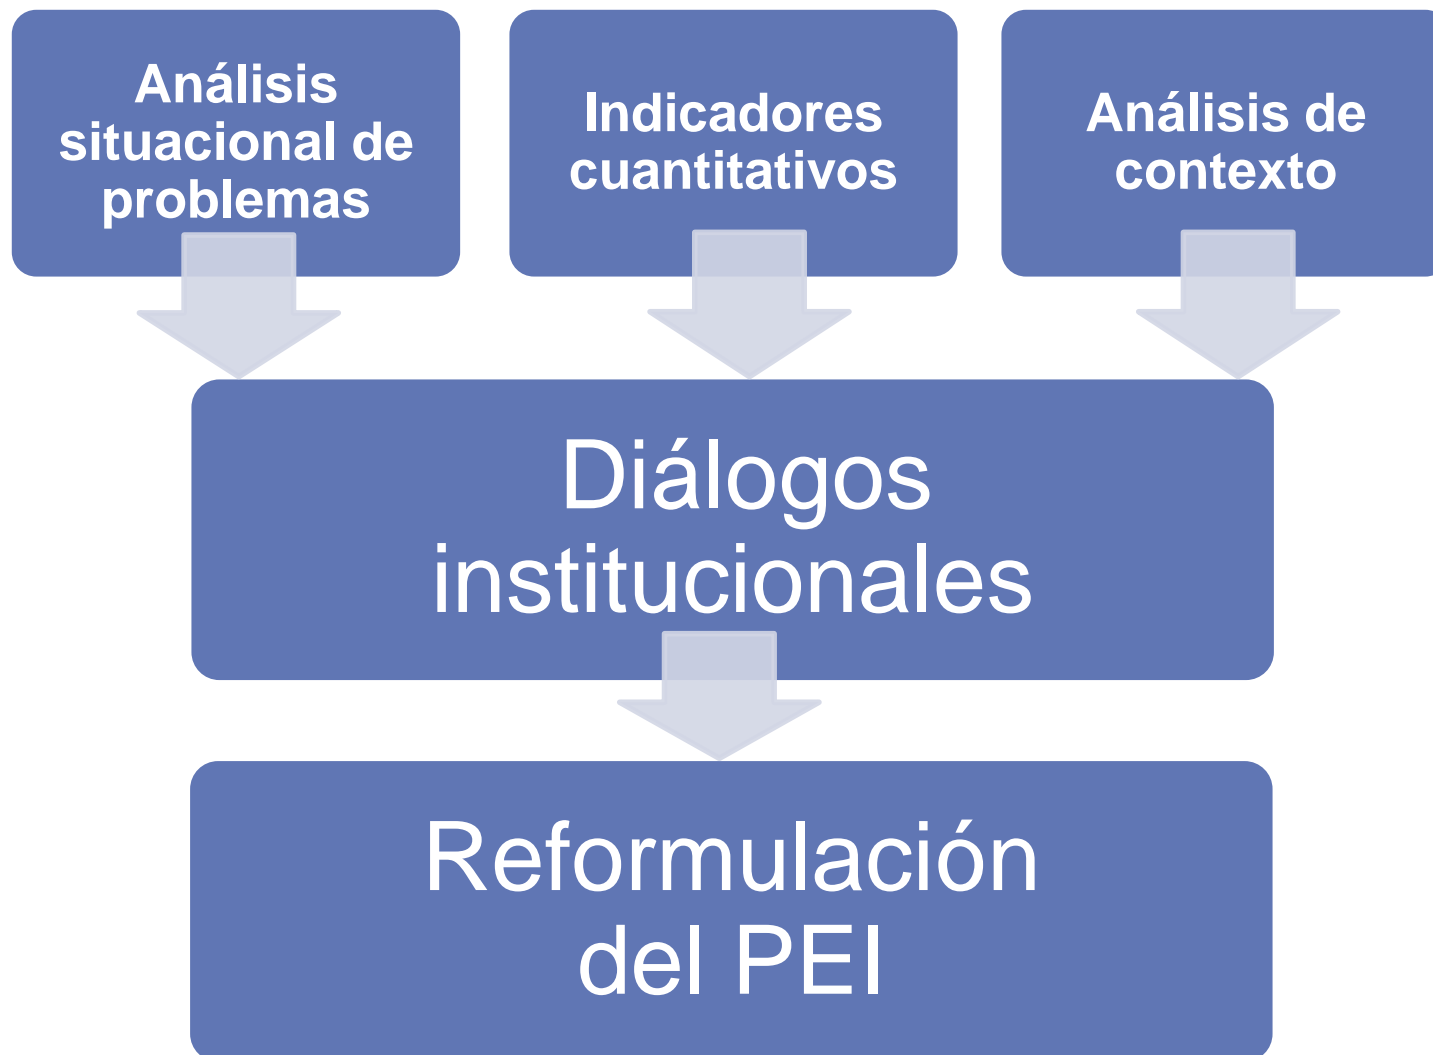 Análisis
situacional de
problemas
Indicadores
cuantitativos
Análisis de
contexto
Diálogos
institucionales
Reformulación
del PEI